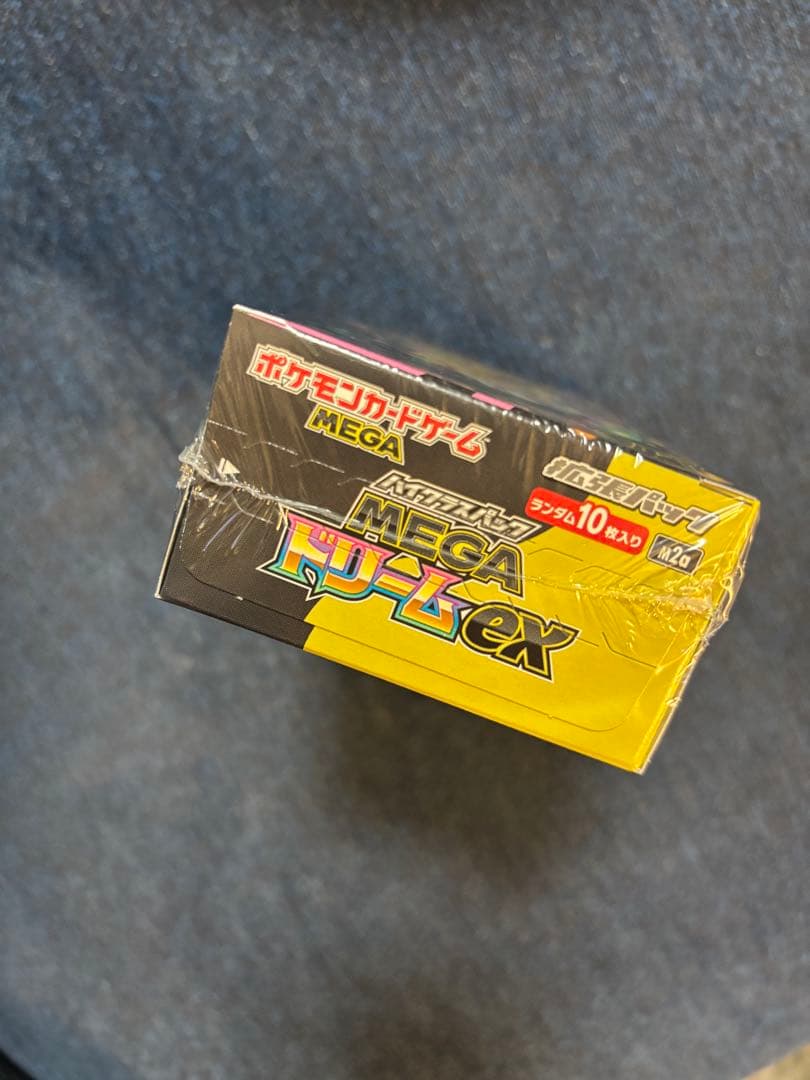 ポケモンカードゲーム
MEGA
拡張パック
ハイクラスパック
ランダム10枚入り
M2a
MEGA
ドリームex